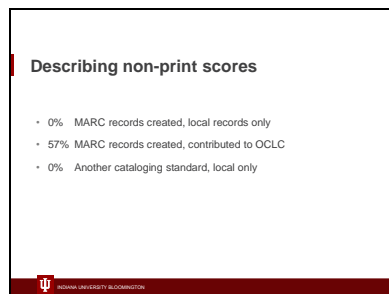 Describing non-print scores
• 0% MARC records created, local records only
• 57% MARC records created, contributed to OCLC
• 0% Another cataloging standard, local only
INDIANA UNIVERSITY BLOOMINGTON